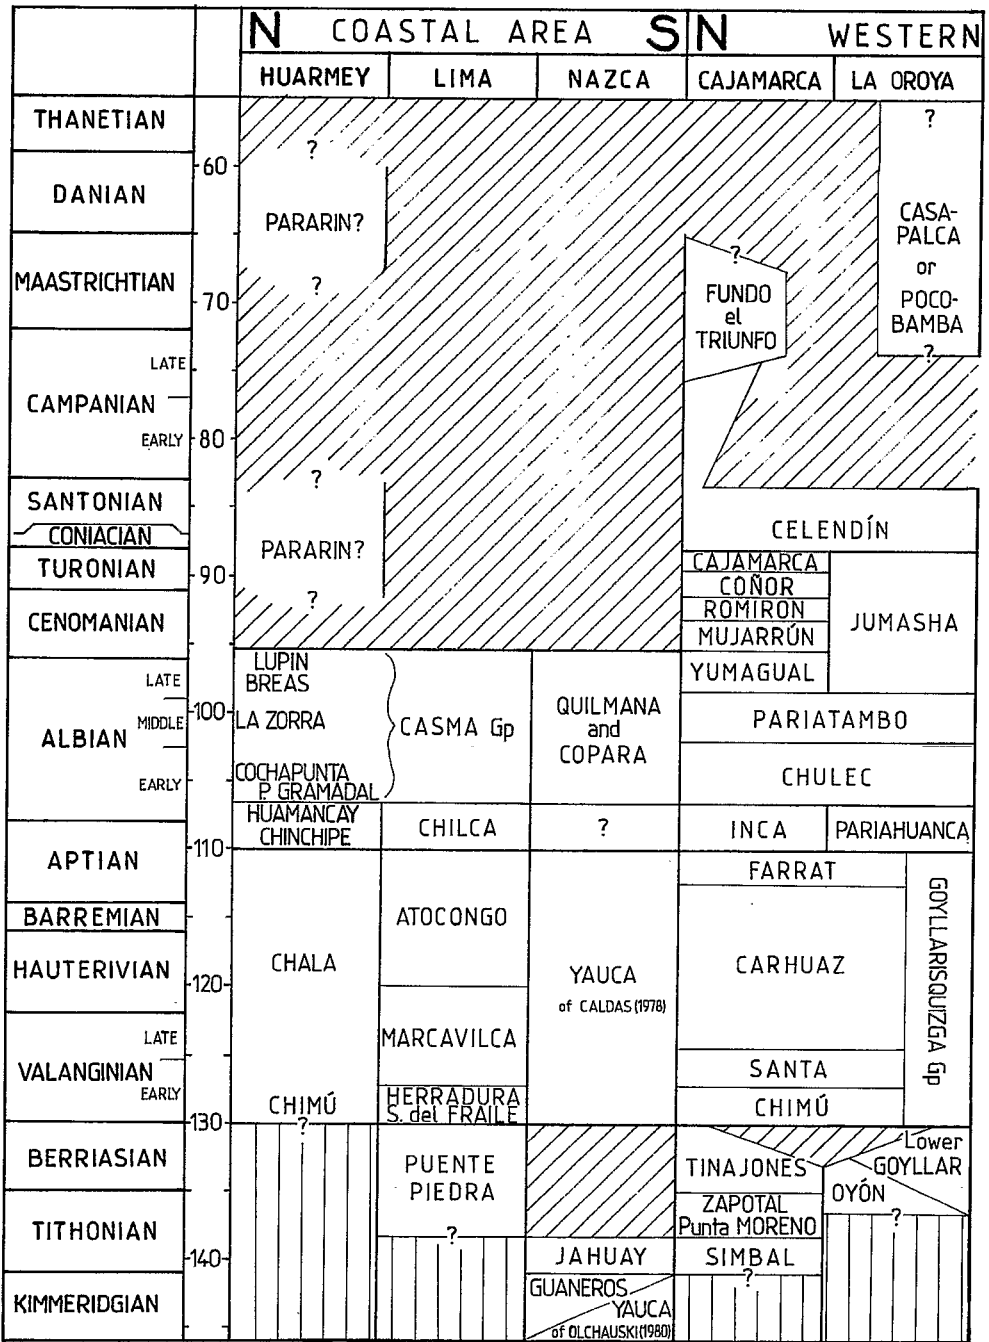 N COASTAL AREA S N WESTERN
HUARMEY LIMA NAZCA CAJAMARCA LA OROYA
THANETIAN
DANIAN
MAASTRICHTIAN
LATE
CAMPANIAN
EARLY
SANTONIAN
CONIACIAN
TURONIAN
CENOMANIAN
LATE
MIDDLE
ALBIAN
EARLY
APTIAN
BARREMIAN
HAUTERIVIAN
LATE
VALANGINIAN
EARLY
BERRIASIAN
TITHONIAN
KIMMERIDGIAN
60
70
80
90
100
110
120
130
140
?
PARARIN?
?
?
PARARIN?
?
LUPIN
BREAS
LA ZORRA
COCHAPUNTA
P. GRAMADAL
HUAMANCAY
CHINCHIPE
CHALA
CHIMÚ
?
CASMA Gp
CHILCA
ATOCONGO
MARCAVILCA
HERRADURA
S. del FRAILE
PUENTE
PIEDRA
?
QUILMANA
and
COPARA
?
YAUCA
of CALDAS (1978)
JAHUAY
GUANEROS
YAUCA
of OLCHAUSKI (1980)
?
FUNDO
el
TRIUNFO
CELENDÍN
CAJAMARCA
COÑOR
ROMIRON
MUJARRÚN
YUMAGUAL
JUMASHA
PARIATAMBO
CHULEC
INCA
PARIAHUANCA
FARRAT
CARHUAZ
SANTA
CHIMÚ
GOYLLARISQUIZGA Gp
TINAJONES
ZAPOTAL
Punta MORENO
SIMBAL
?
?
CASA-
PALCA
or
POCO-
BAMBA
?
Lower
GOYLLAR
OYÓN
?